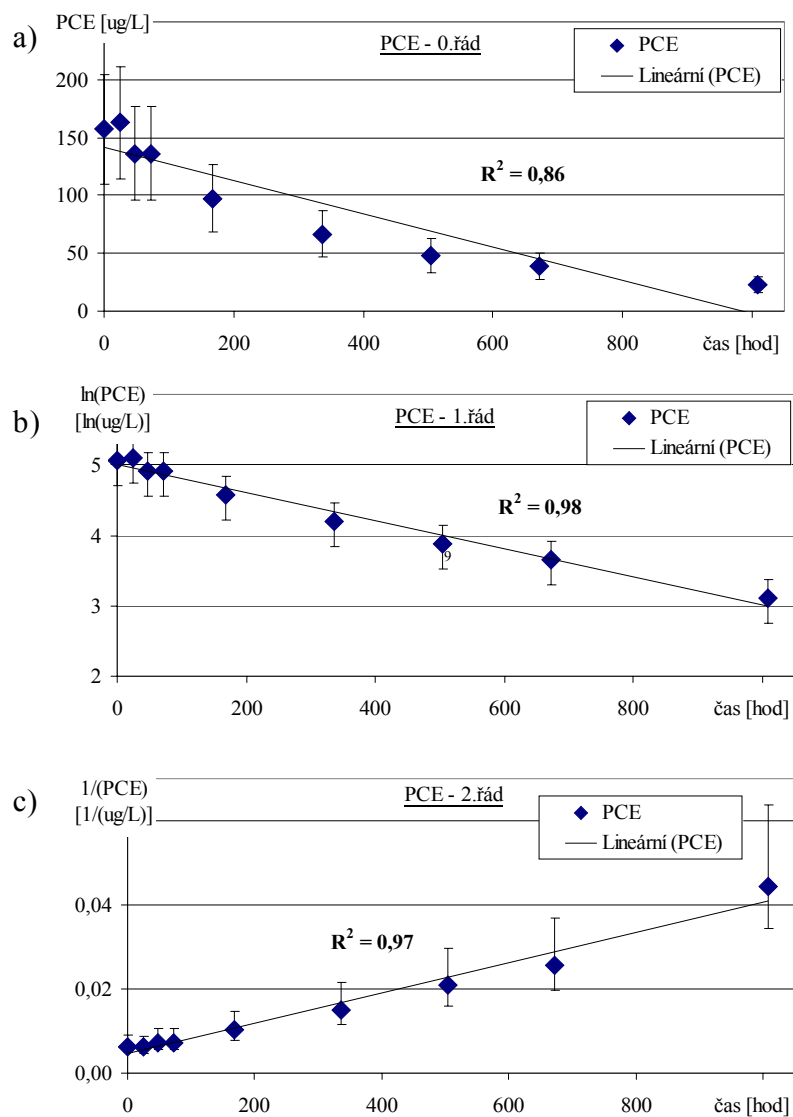 a)
PCE [ug/L]
PCE - 0.řád
PCE
Lineární (PCE)
200
150
100
50
0
R² = 0,86
0 200 400 600 800 čas [hod]
b)
ln(PCE)
[ln(ug/L)]
PCE - 1.řád
PCE
Lineární (PCE)
5
4
3
2
R² = 0,98
9
0 200 400 600 800 čas [hod]
c)
1/(PCE)
[1/(ug/L)]
PCE - 2.řád
PCE
Lineární (PCE)
0,04
0,02
0,00
R² = 0,97
0 200 400 600 800 čas [hod]